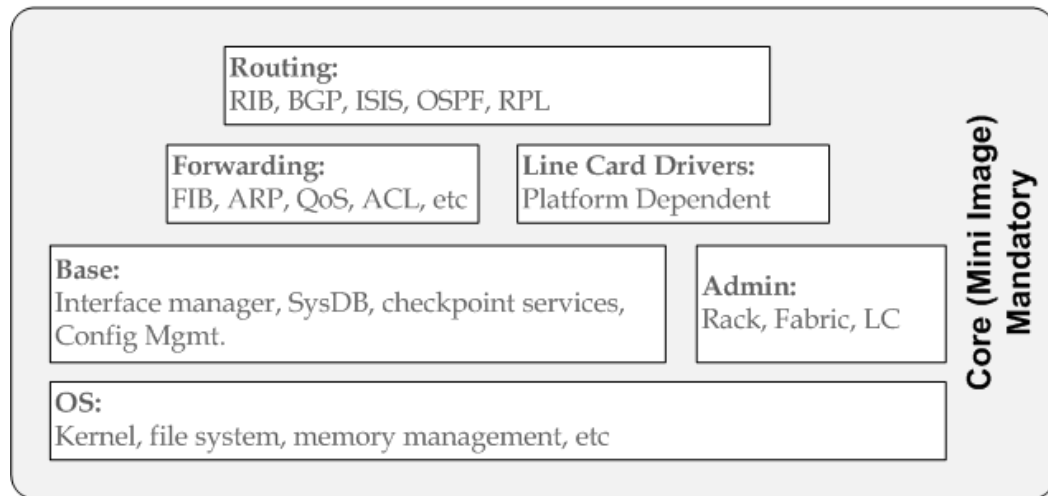 Routing:
RIB, BGP, ISIS, OSPF, RPL
Forwarding:
FIB, ARP, QoS, ACL, etc
Line Card Drivers:
Platform Dependent
Base:
Interface manager, SysDB, checkpoint services,
Config Mgmt.
Admin:
Rack, Fabric, LC
OS:
Kernel, file system, memory management, etc
Core (Mini Image)
Mandatory